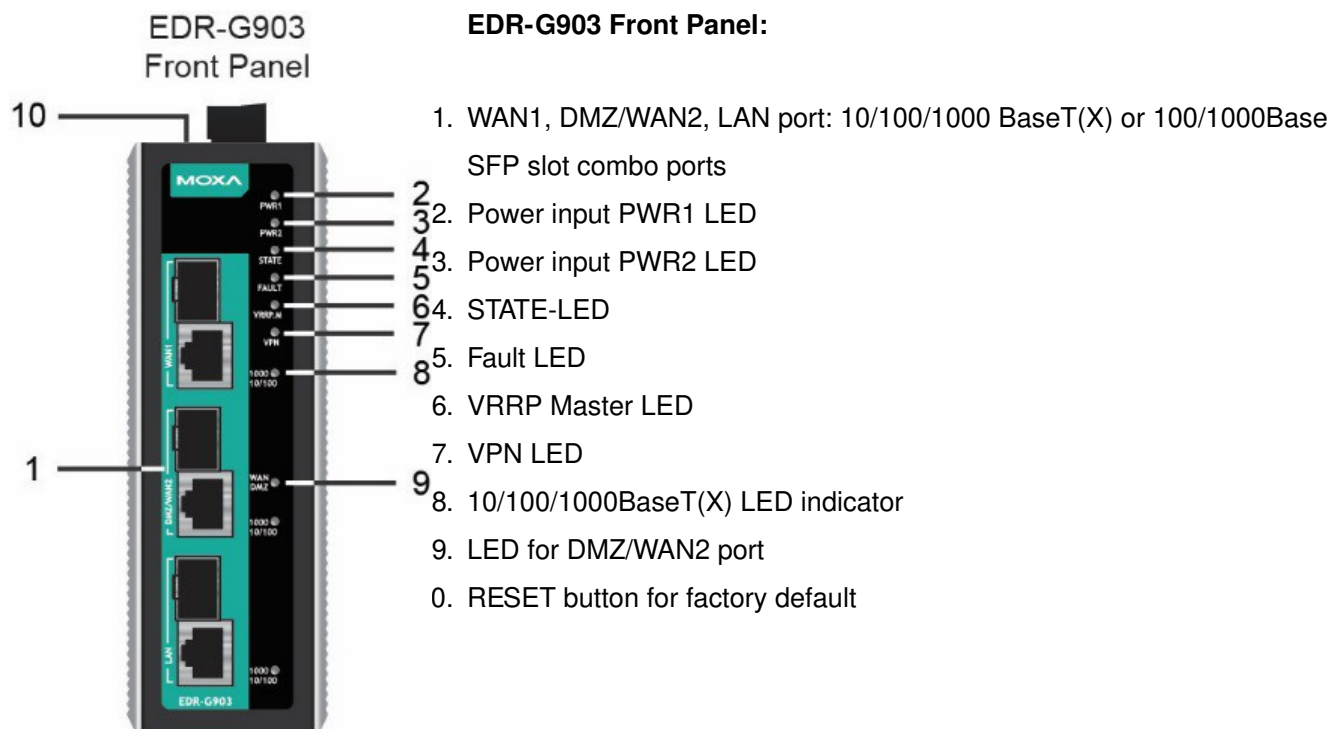 EDR-G903
Front Panel
10
MOXA
PWR1
PWR2
STATE
FAULT
VRRP.M
VPN
1000
10/100
WAN1
WAN
DMZ
DMZ/WAN2
1000
10/100
LAN
1000
10/100
EDR-G903
1
2
3
4
5
6
7
8
9
EDR-G903 Front Panel:
1. WAN1, DMZ/WAN2, LAN port: 10/100/1000 BaseT(X) or 100/1000Base
SFP slot combo ports
2. Power input PWR1 LED
3. Power input PWR2 LED
4. STATE-LED
5. Fault LED
6. VRRP Master LED
7. VPN LED
8. 10/100/1000BaseT(X) LED indicator
9. LED for DMZ/WAN2 port
0. RESET button for factory default